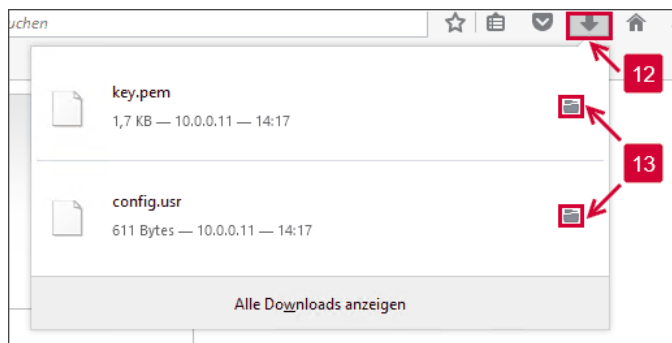 uchen
12
key.pem
1,7 KB — 10.0.0.11 — 14:17
13
config.usr
611 Bytes — 10.0.0.11 — 14:17
Alle Downloads anzeigen